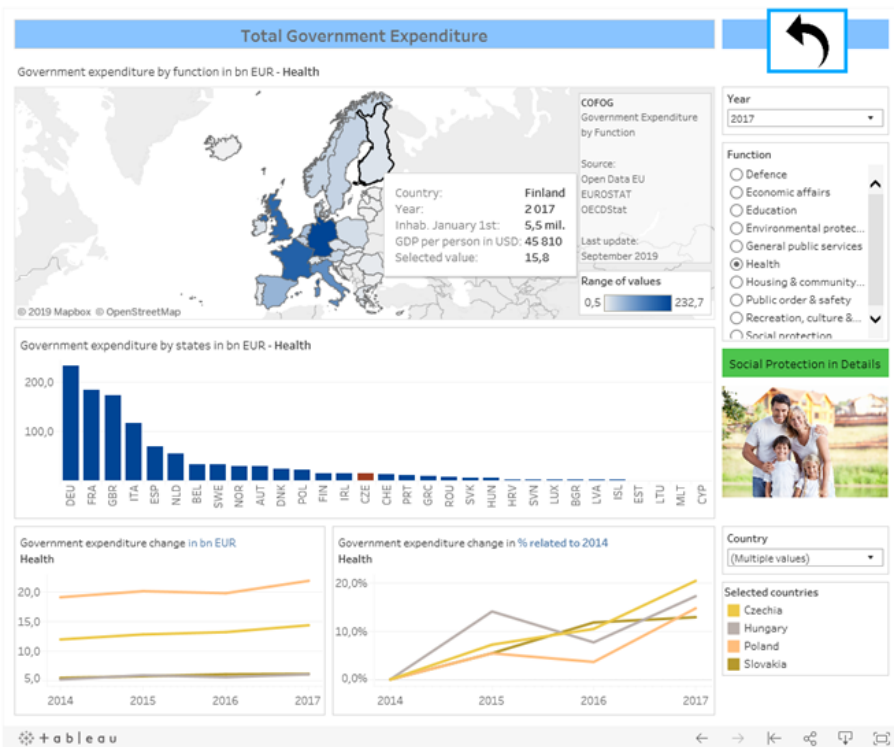 Total Government Expenditure
Government expenditure by function in bn EUR - Health
COFOG
Government Expenditure
by Function
Source:
Open Data EU
EUROSTAT
OECDStat
Last update:
September 2019
Country: Finland
Year: 2 017
Inhab. January 1st: 5,5 mil.
GDP per person in USD: 45 810
Selected value: 15,8
Range of values
0,5 232,7
© 2019 Mapbox © OpenStreetMap
Year
2017
Function
Defence
Economic affairs
Education
Environmental protec...
General public services
Health
Housing & community...
Public order & safety
Recreation, culture &...
Social protection
Social Protection in Details
Government expenditure by states in bn EUR - Health
200,0
100,0
DEU FRA GBR ITA ESP NLD BEL SWE NOR AUT DNK POL FIN IRL CZE CHE PRT GRC ROU SVK HUN HRV SVN LUX BGR LVA ISL EST LTU MLT CYP
Government expenditure change in bn EUR
Health
20,0
15,0
10,0
5,0
2014 2015 2016 2017
Government expenditure change in % related to 2014
Health
20,0%
10,0%
0,0%
2014 2015 2016 2017
Country
(Multiple values)
Selected countries
Czechia
Hungary
Poland
Slovakia
+ a b l e a u